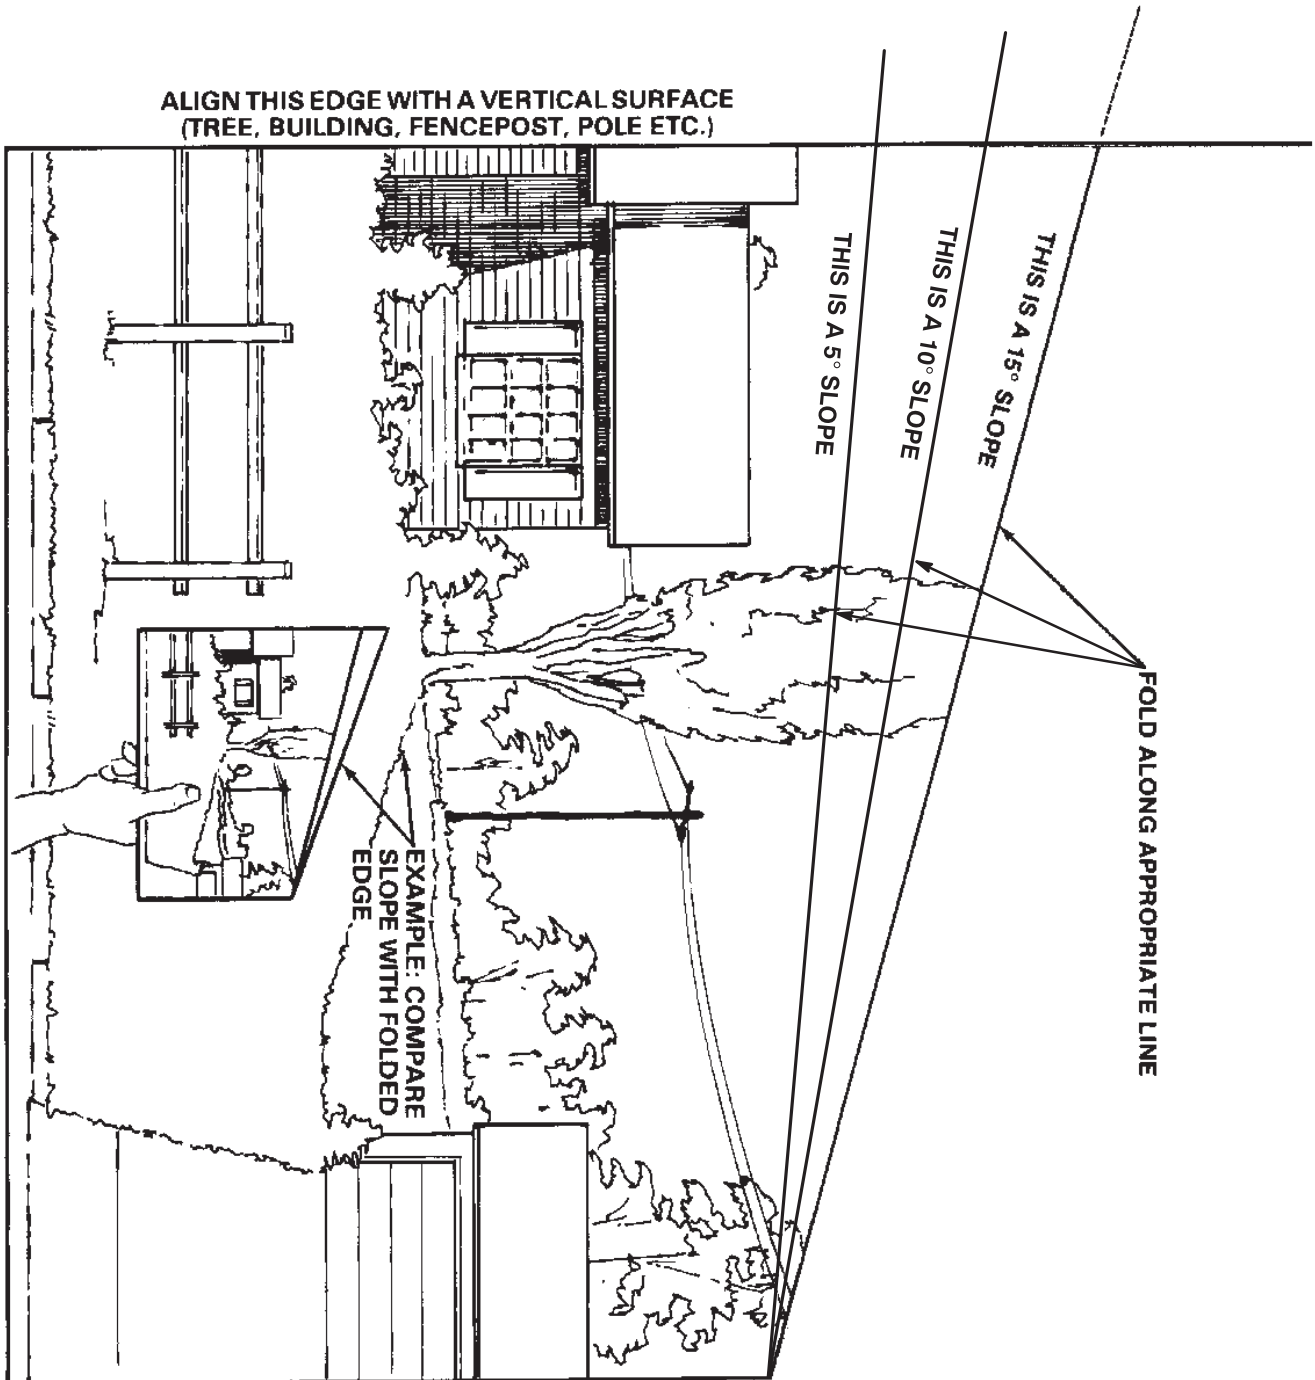 ALIGN THIS EDGE WITH A VERTICAL SURFACE
(TREE, BUILDING, FENCEPOST, POLE ETC.)
THIS IS A 15° SLOPE
THIS IS A 10° SLOPE
THIS IS A 5° SLOPE
FOLD ALONG APPROPRIATE LINE
EXAMPLE: COMPARE
SLOPE WITH FOLDED
EDGE